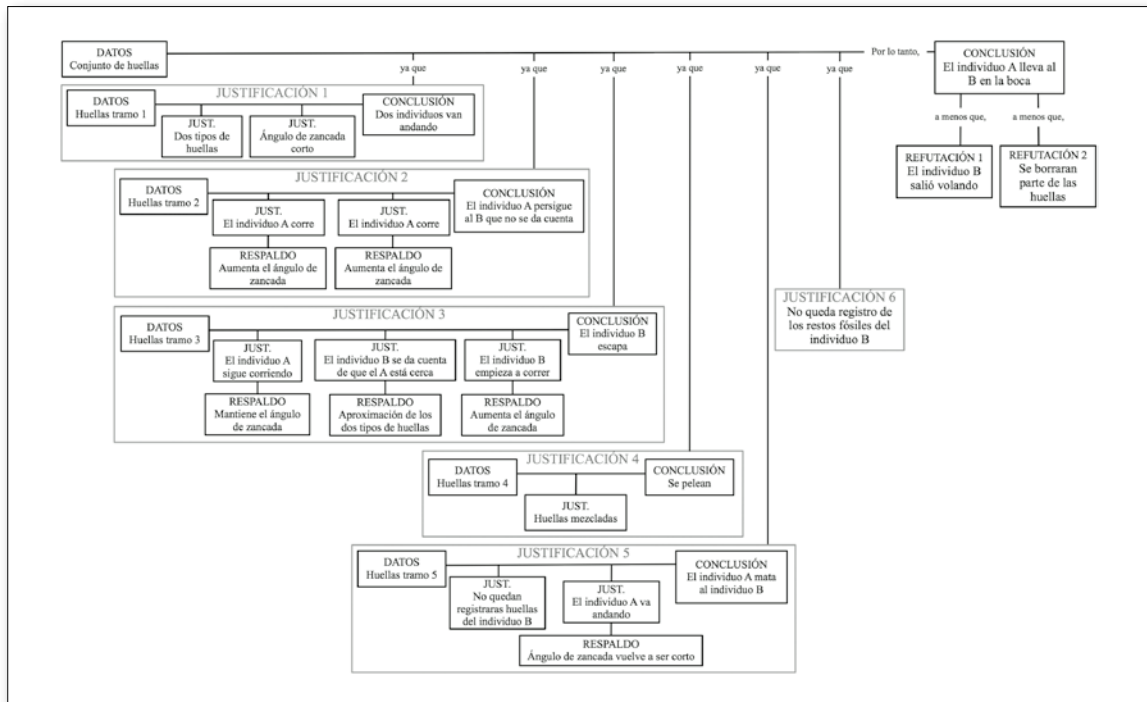 DATOS
Conjunto de huellas
ya que
ya que
ya que
ya que
ya que
ya que
Por lo tanto,
CONCLUSIÓN
El individuo A lleva al
B en la boca
a menos que,
a menos que,
REFUTACIÓN 1
El individuo B
salió volando
REFUTACIÓN 2
Se borraran
parte de las
huellas
JUSTIFICACIÓN 1
DATOS
Huellas tramo 1
JUST.
Dos tipos de
huellas
JUST.
Ángulo de zancada
corto
CONCLUSIÓN
Dos individuos van
andando
JUSTIFICACIÓN 2
DATOS
Huellas tramo 2
JUST.
El individuo A corre
RESPALDO
Aumenta el ángulo de
zancada
JUST.
El individuo A corre
RESPALDO
Aumenta el ángulo de
zancada
CONCLUSIÓN
El individuo A persigue
al B que no se da cuenta
JUSTIFICACIÓN 3
DATOS
Huellas tramo 3
JUST.
El individuo A
sigue corriendo
RESPALDO
Mantiene el ángulo
de zancada
JUST.
El individuo B se da cuenta
de que el A está cerca
RESPALDO
Aproximación de los
dos tipos de huellas
JUST.
El individuo B
empieza a correr
RESPALDO
Aumenta el ángulo de
zancada
CONCLUSIÓN
El individuo B
escapa
JUSTIFICACIÓN 6
No queda registro de
los restos fósiles del
individuo B
JUSTIFICACIÓN 4
DATOS
Huellas tramo 4
JUST.
Huellas mezcladas
CONCLUSIÓN
Se pelean
JUSTIFICACIÓN 5
DATOS
Huellas tramo 5
JUST.
No quedan
registraras huellas
del individuo B
JUST.
El individuo A va
andando
RESPALDO
Ángulo de zancada vuelve a ser corto
CONCLUSIÓN
El individuo A mata
al individuo B